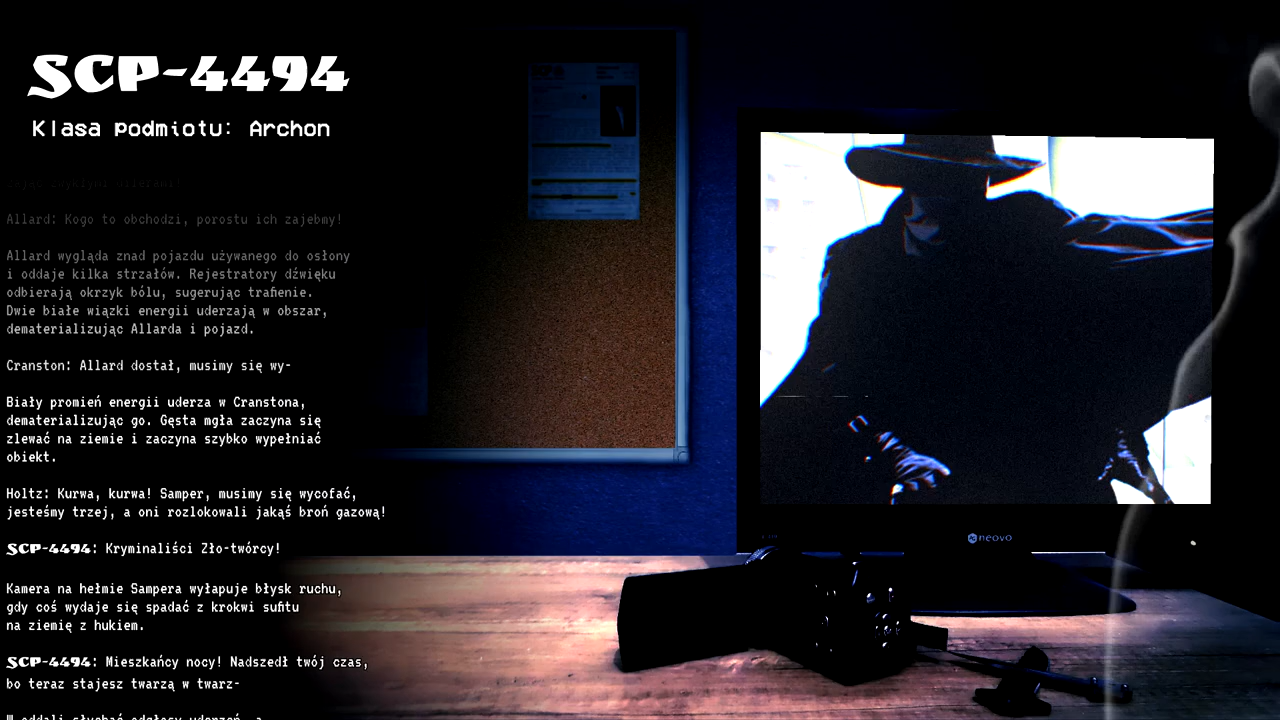 SCP-4494
Klasa podmiotu: Archon
Allard: Kogo to obchodzi, porostu ich zajebmy!
Allard wygląda znad pojazdu używanego do osłony
i oddaje kilka strzałów. Rejestratory dźwięku
odbierają okrzyk bólu, sugerując trafienie.
Dwie białe wiązki energii uderzają w obszar,
dematerializując Allarda i pojazd.
Cranston: Allard dostał, musimy się wy-
Biały promień energii uderza w Cranstona,
dematerializując go. Gęsta mgła zaczyna się
zlewać na ziemie i zaczyna szybko wypełniać
obiekt.
Holtz: Kurwa, kurwa! Samper, musimy się wycofać,
jesteśmy trzej, a oni rozlokowali jakąś broń gazową!
SCP-4494: Kryminaliści Zło-twórcy!
Kamera na hełmie Sampera wyłapuje błysk ruchu,
gdy coś wydaje się spadać z krokwi sufitu
na ziemię z hukiem.
SCP-4494: Mieszkańcy nocy! Nadszedł twój czas,
bo teraz stajesz twarzą w twarz-
W oddali słychać odgłosy uderzeń, a
neovo